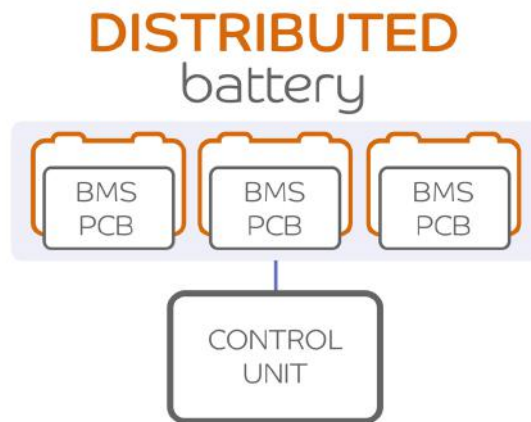 DISTRIBUTED
battery
BMS
PCB
BMS
PCB
BMS
PCB
CONTROL
UNIT